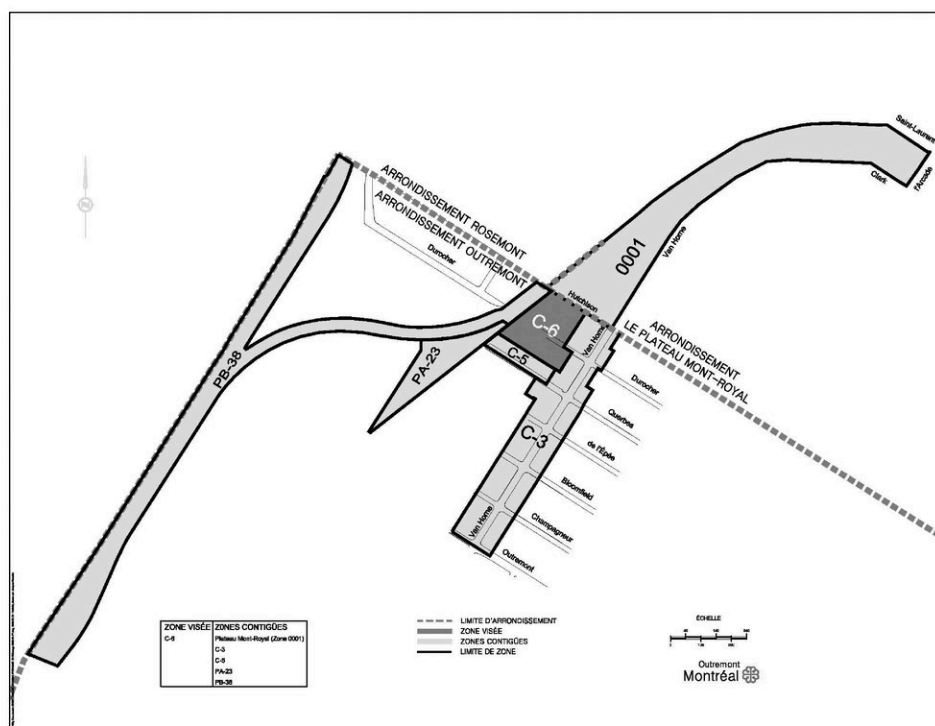 Saint-Laurent
l'Arcade
Clark
Van Horne
0001
ARRONDISSEMENT ROSEMONT
ARRONDISSEMENT OUTREMONT
Durocher
Hutchison
C-6
Van Horne
ARRONDISSEMENT
LE PLATEAU MONT-ROYAL
C-5
PA-23
PB-38
Durocher
Querbes
C-3
de l'Épée
Bloomfield
Champagneur
Van Horne
Outremont
ZONE VISÉE ZONES CONTIGUËS
C-6 Plateau Mont-Royal (Zone 0001)
C-3
C-5
PA-23
PB-38
LIMITE D'ARRONDISSEMENT
ZONE VISÉE
ZONES CONTIGUËS
LIMITE DE ZONE
ÉCHELLE
Outremont
Montréal